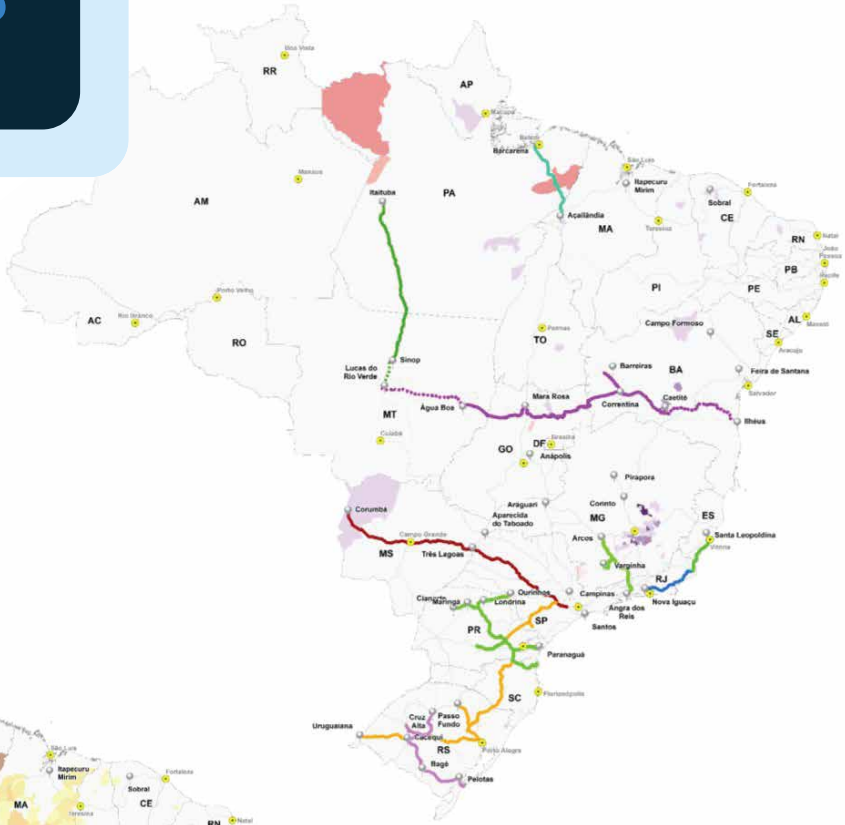 Boa Vista
RR
AP
Macapá
Belém
Barcarena
São Luís
Itapecuru
Mirim
Fortaleza
Manaus
Itaituba
AM
PA
Açailândia
MA
Teresina
Sobral
CE
RN
Natal
João
Pessoa
PB
Recife
PI
PE
Porto Velho
AC
Rio Branco
RO
Palmas
TO
Campo Formoso
AL
Maceió
SE
Aracaju
Sinop
Lucas do
Rio Verde
Barreiras
BA
Feira de Santana
Salvador
MT
Água Boa
Mara Rosa
Correntina
Caetité
Ilhéus
Cuiabá
GO
DF
Brasília
Anápolis
Pirapora
Corumbá
Araguari
Corinto
Aparecida
do Taboado
MG
ES
Santa Leopoldina
Vitória
Arcos
Campo Grande
MS
Três Lagoas
Varginha
RJ
Nova Iguaçu
Cianorte
Maringá
Londrina
Ourinhos
Campinas
Angra dos
Reis
SP
Santos
PR
Paranaguá
SC
Florianópolis
Uruguaiana
Cruz
Alta
Passo
Fundo
Cacequi
RS
Porto Alegre
Bagé
Pelotas
São Luís
Itapecuru
Mirim
Fortaleza
Sobral
MA
CE
Teresina
RN
Natal